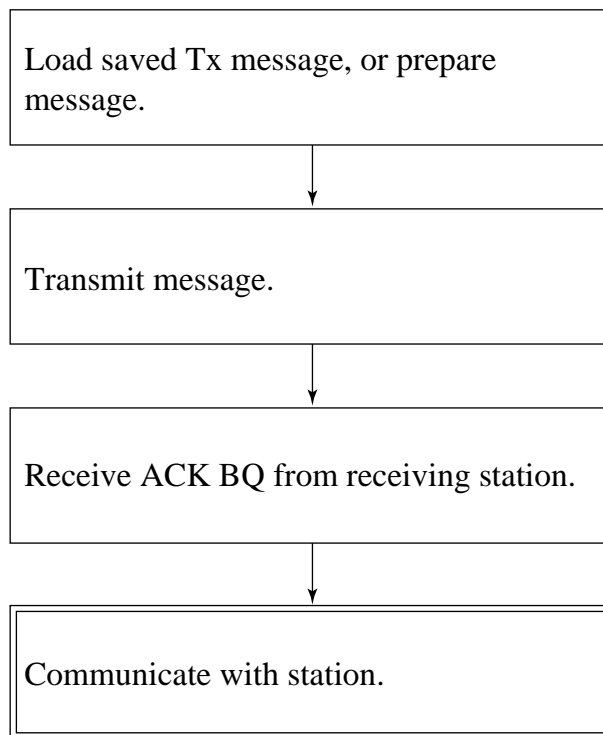 Load saved Tx message, or prepare
message.
Transmit message.
Receive ACK BQ from receiving station.
Communicate with station.